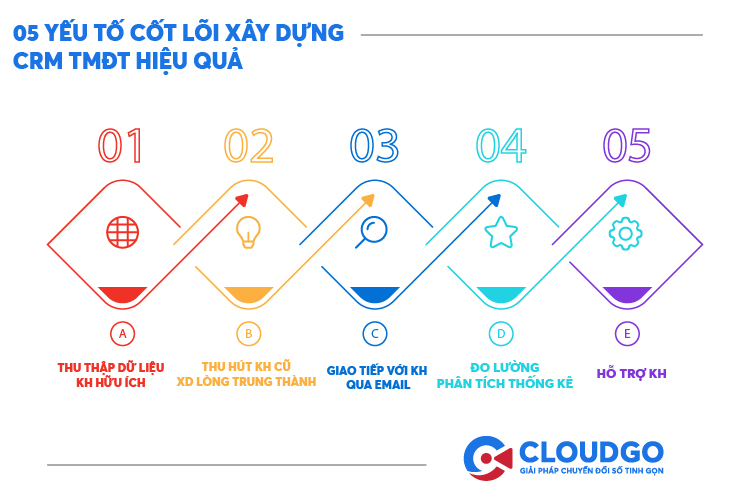 05 YẾU TỐ CỐT LÕI XÂY DỰNG
CRM TMĐT HIỆU QUẢ
01
02
03
04
05
A
B
C
D
E
THU THẬP DỮ LIỆU
KH HỮU ÍCH
THU HÚT KH CŨ
XD LÒNG TRUNG THÀNH
GIAO TIẾP VỚI KH
QUA EMAIL
ĐO LƯỜNG
PHÂN TÍCH THỐNG KÊ
HỖ TRỢ KH
CLOUDGO
GIẢI PHÁP CHUYỂN ĐỔI SỐ TINH GỌN